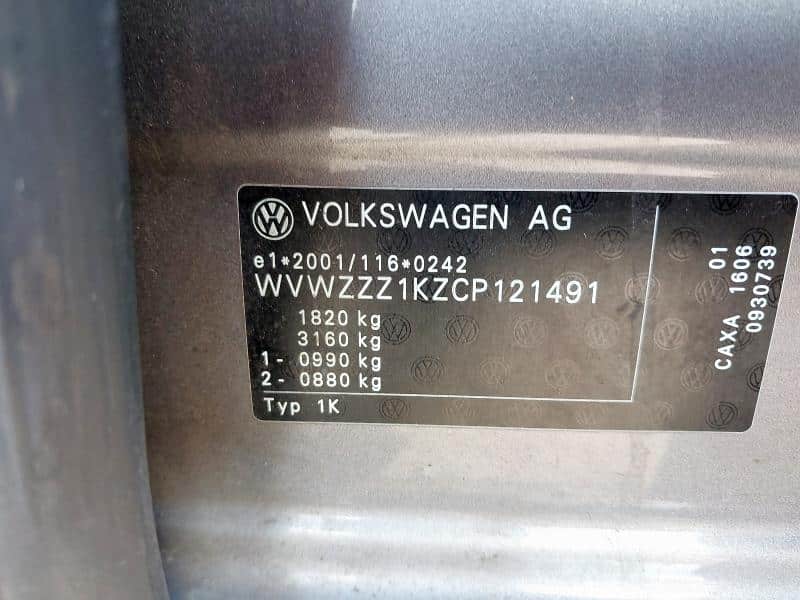 VOLKSWAGEN AG
e1*2001/116*0242
WVWZZZ1KZCP121491
1820 kg
3160 kg
1- 0990 kg
2- 0880 kg
Typ 1K
01
CAXA 1606
0930739